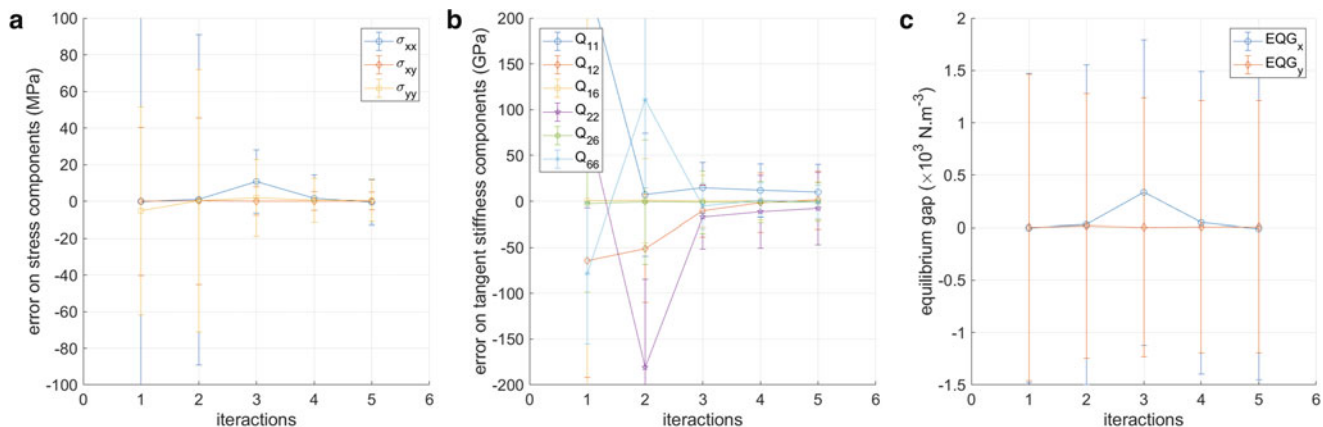 a
error on stress components (MPa)
100
80
60
40
20
0
-20
-40
-60
-80
-100
0 1 2 3 4 5 6
iteractions
σxx
σxy
σyy
b
error on tangent stiffness components (GPa)
200
150
100
50
0
-50
-100
-150
-200
0 1 2 3 4 5 6
iteractions
Q11
Q12
Q16
Q22
Q26
Q66
c
equilibrium gap (×10³ N.m⁻³)
2
1.5
1
0.5
0
-0.5
-1
-1.5
0 1 2 3 4 5 6
iteractions
EQGx
EQGy